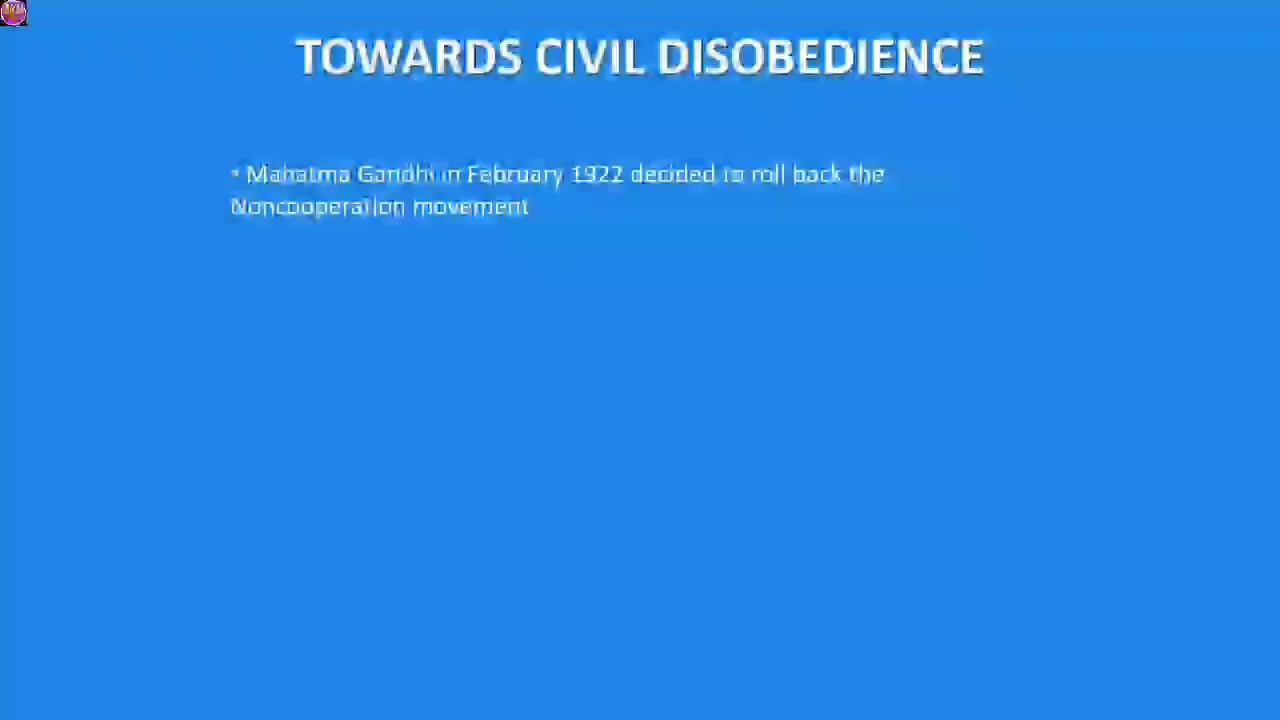 TOWARDS CIVIL DISOBEDIENCE
• Mahatma Gandhi in February 1922 decided to roll back the
Noncooperation movement